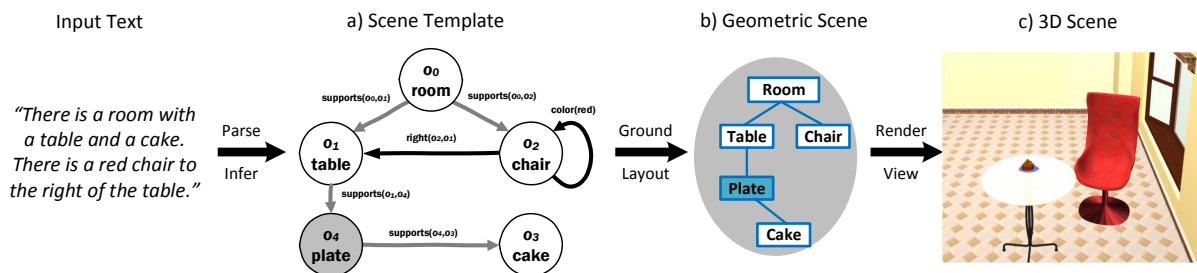 Input Text
a) Scene Template
b) Geometric Scene
c) 3D Scene
“There is a room with
a table and a cake.
There is a red chair to
the right of the table.”
Parse
Infer
o₀
room
supports(o₀,o₁)
supports(o₀,o₂)
color(red)
o₁
table
right(o₂,o₁)
o₂
chair
supports(o₁,o₄)
o₄
plate
supports(o₄,o₃)
o₃
cake
Ground
Layout
Room
Table
Chair
Plate
Cake
Render
View